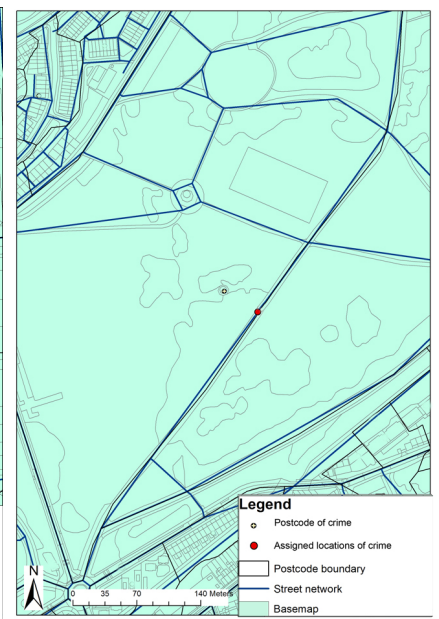 Legend
Postcode of crime
Assigned locations of crime
Postcode boundary
Street network
Basemap
N
0 35 70 140 Meters